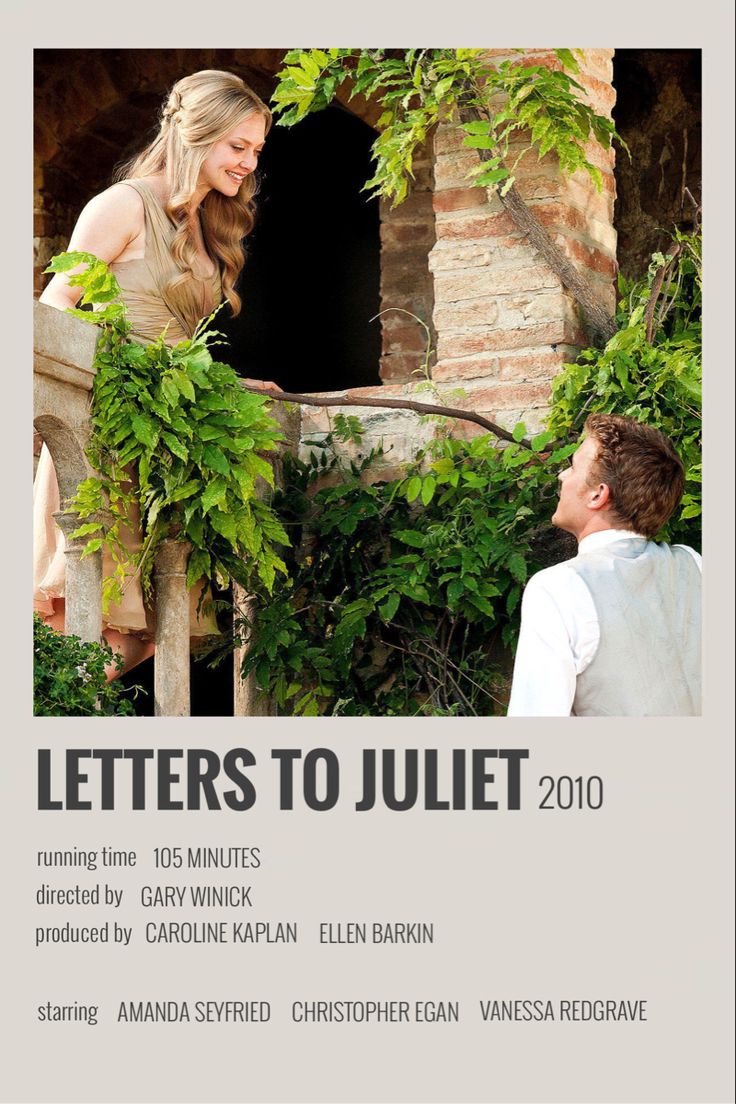 LETTERS TO JULIET 2010
running time 105 MINUTES
directed by GARY WINICK
produced by CAROLINE KAPLAN ELLEN BARKIN
starring AMANDA SEYFRIED CHRISTOPHER EGAN VANESSA REDGRAVE